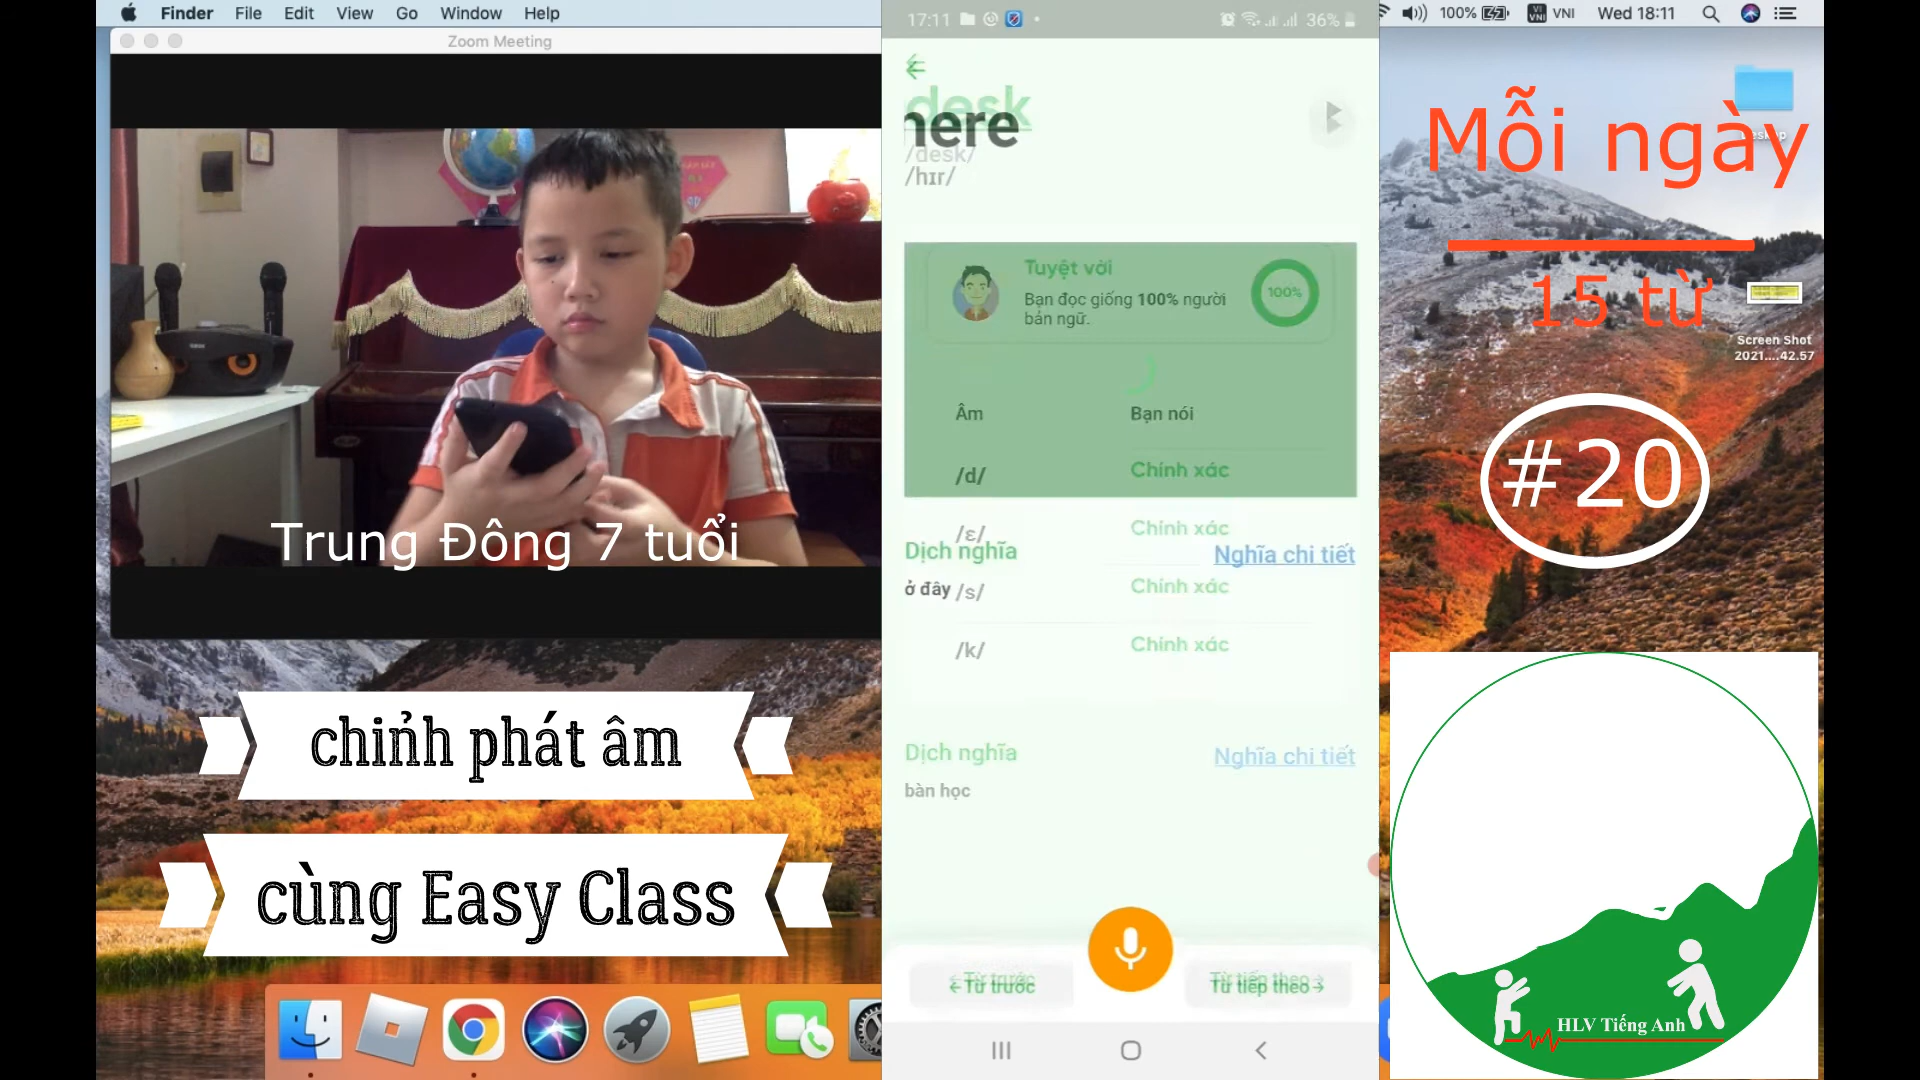 Finder File Edit View Go Window Help
Zoom Meeting
Trung Đông 7 tuổi
chỉnh phát âm
cùng Easy Class
17:11
36%
desk
here
/desk/
/hɪr/
Tuyệt vời
Bạn đọc giống 100% người
bản ngữ.
100%
Âm Bạn nói
/d/ Chính xác
/ɛ/ Chính xác
Dịch nghĩa Nghĩa chi tiết
ở đây
/s/ Chính xác
/k/ Chính xác
Dịch nghĩa Nghĩa chi tiết
bàn học
←Từ trước
Từ tiếp theo→
100% VNI Wed 18:11
Mỗi ngày
15 từ
Screen Shot
2021....42.57
#20
HLV Tiếng Anh